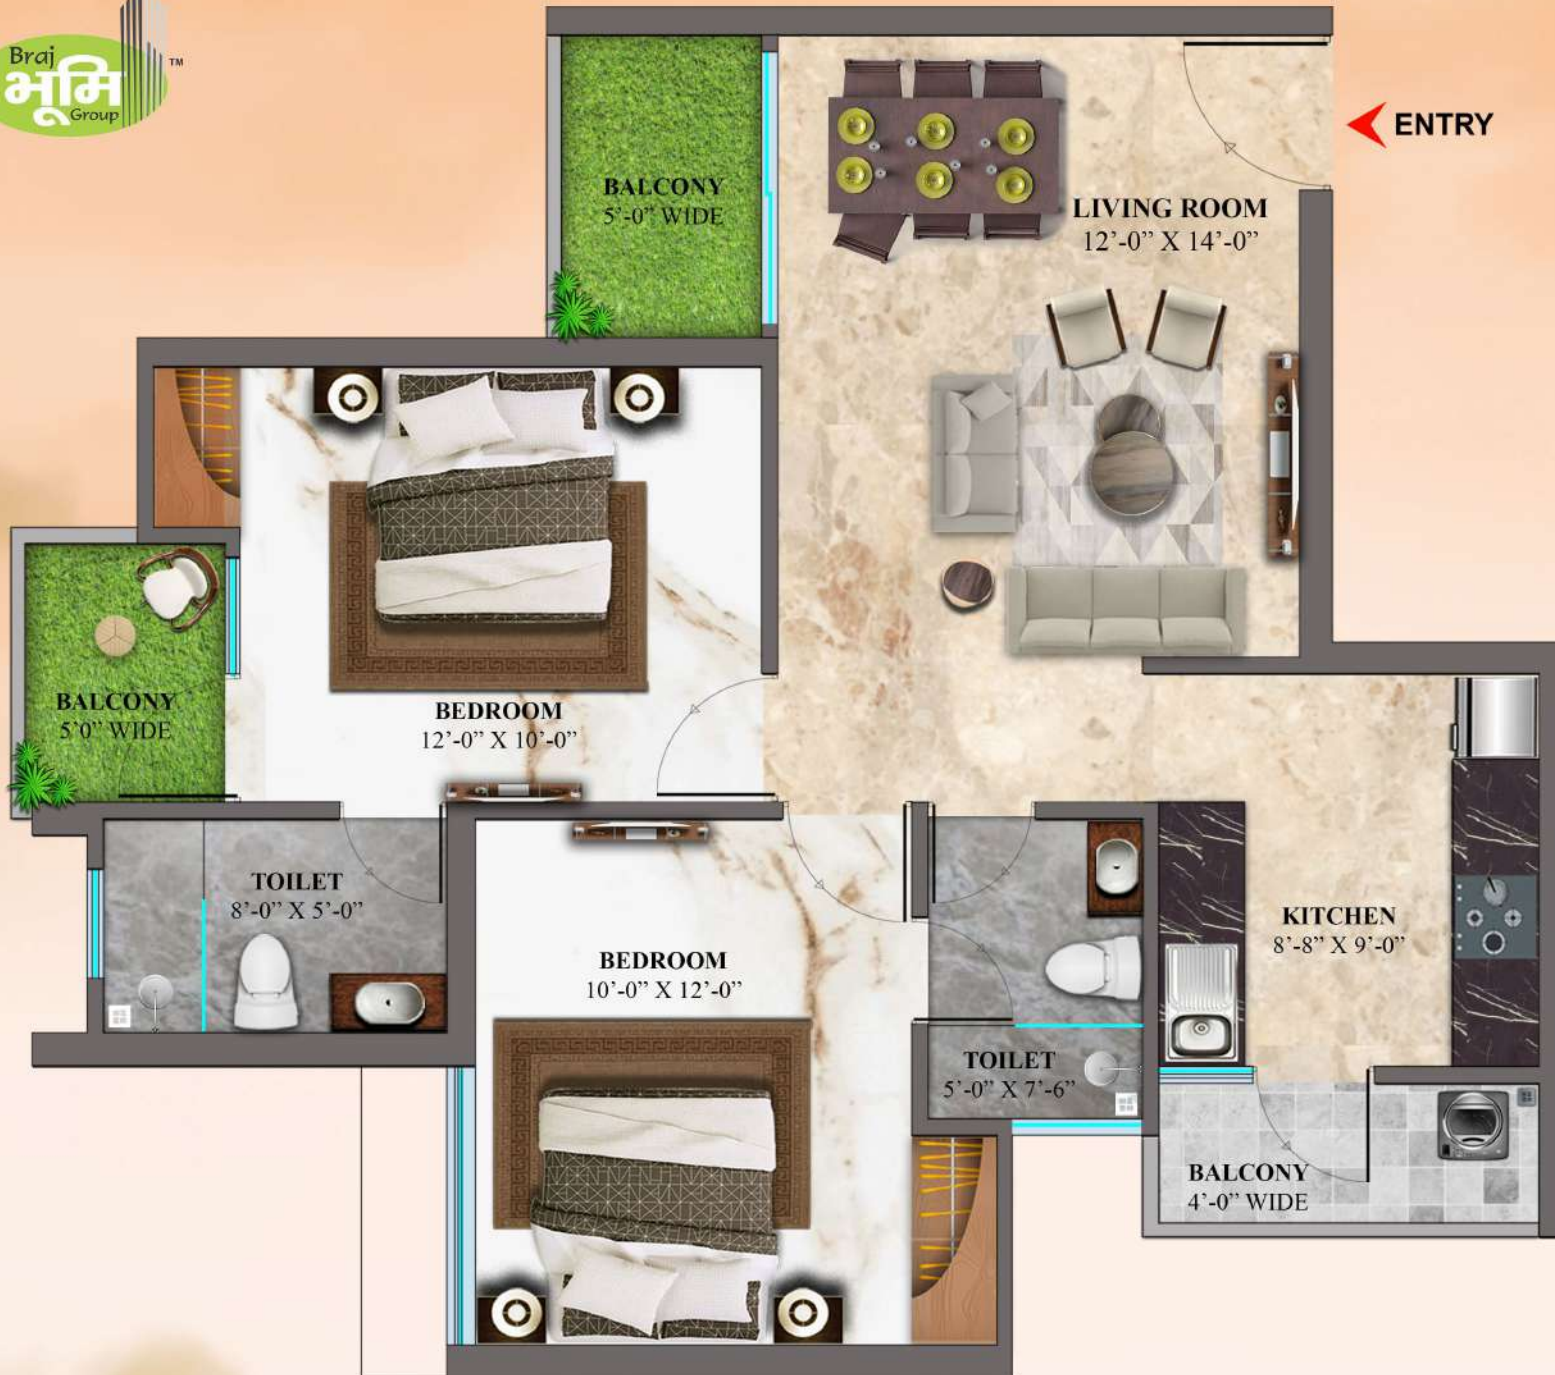 Braj
भूमि
Group
TM
ENTRY
BALCONY
5’-0” WIDE
LIVING ROOM
12’-0” X 14’-0”
BALCONY
5’0” WIDE
BEDROOM
12’-0” X 10’-0”
TOILET
8’-0” X 5’-0”
BEDROOM
10’-0” X 12’-0”
KITCHEN
8’-8” X 9’-0”
TOILET
5’-0” X 7’-6”
BALCONY
4’-0” WIDE